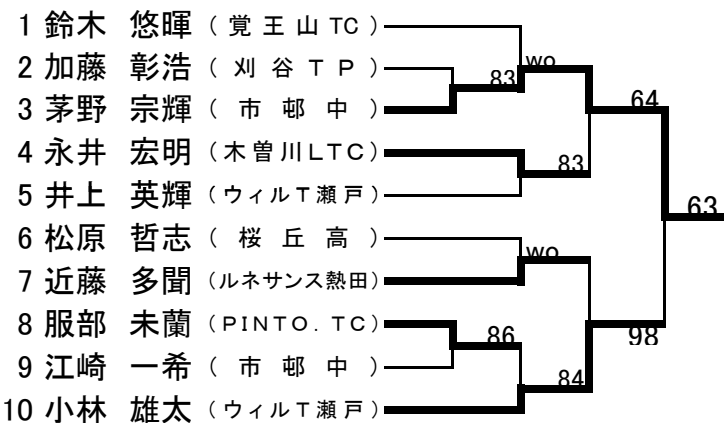 1 鈴木 悠暉 (覚王山TC)
2 加藤 彰浩 (刈谷TP)
3 茅野 宗輝 (市邨中)
4 永井 宏明 (木曽川LTC)
5 井上 英輝 (ウィルT瀬戸)
6 松原 哲志 (桜丘高)
7 近藤 多聞 (ルネサンス熱田)
8 服部 未蘭 (PINTO.TC)
9 江崎 一希 (市邨中)
10 小林 雄太 (ウィルT瀬戸)
83
wo
64
83
63
wo
86
98
84